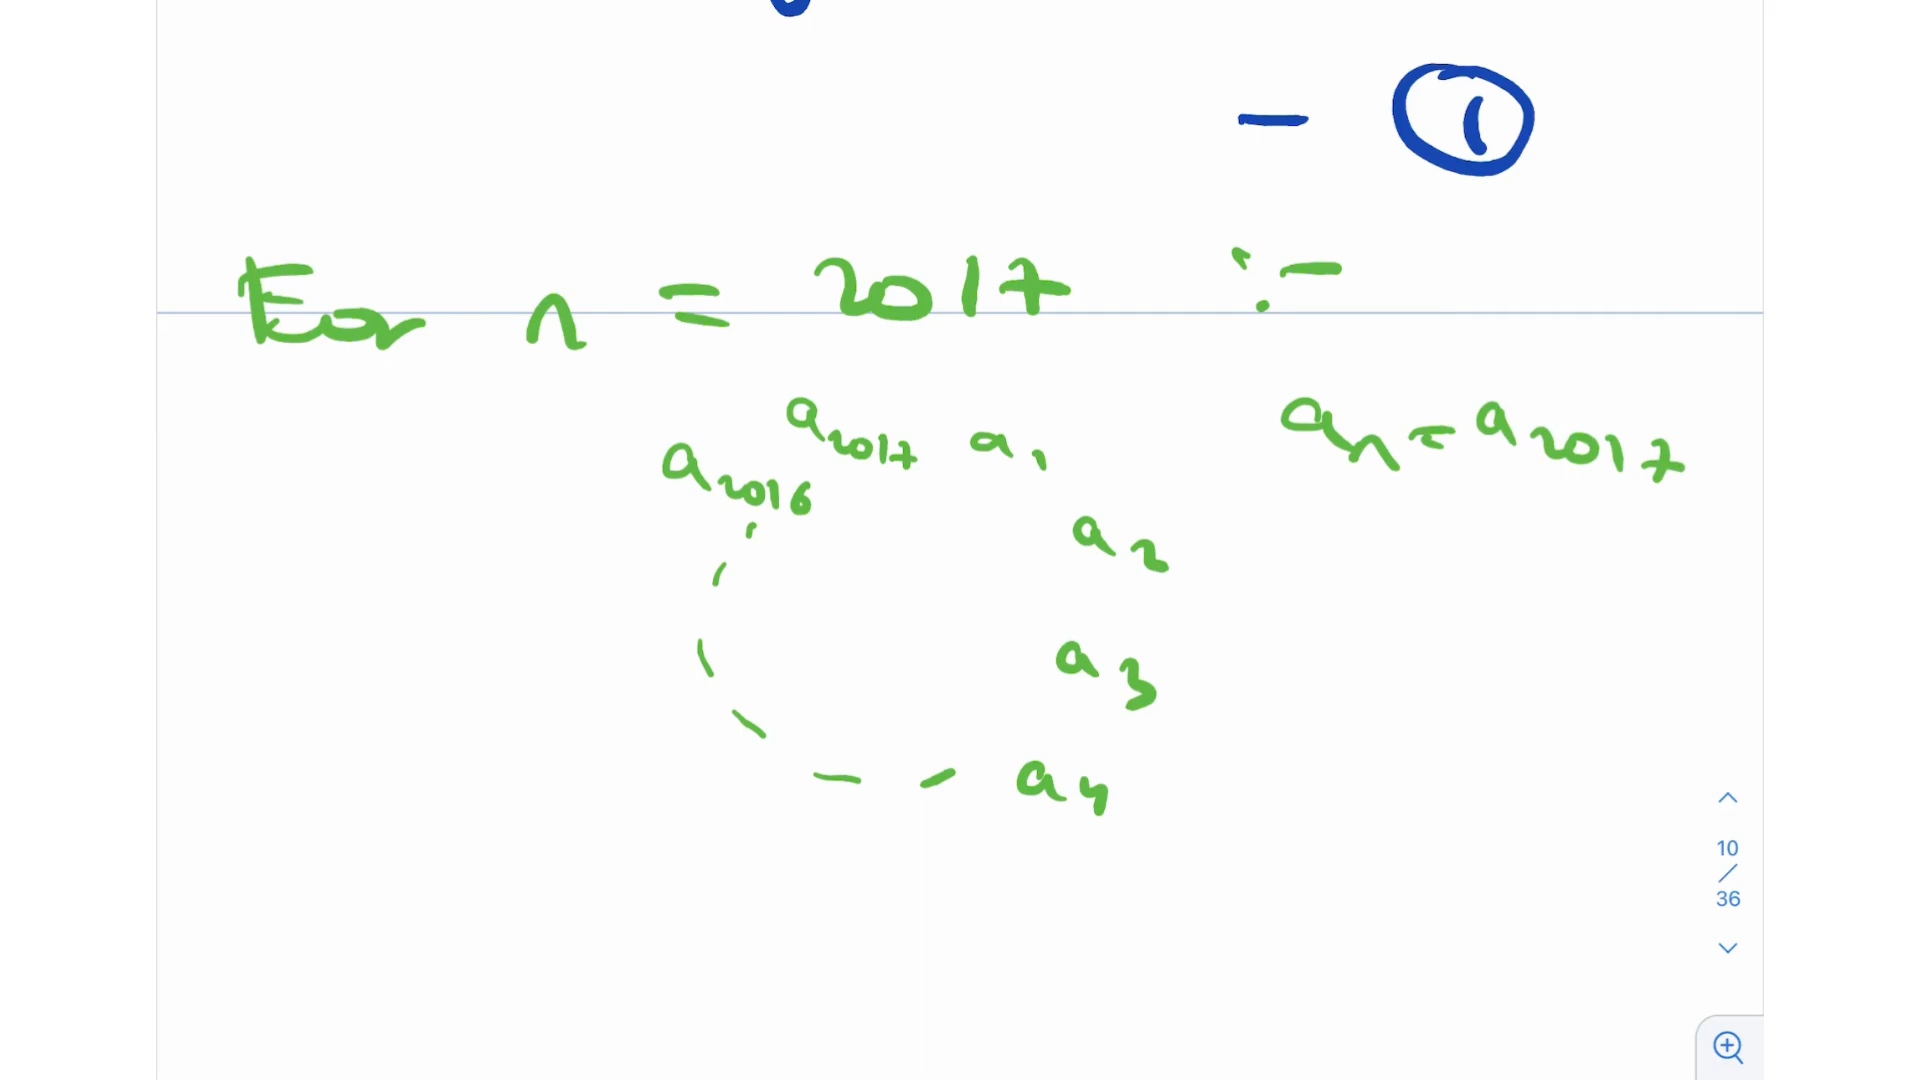 - ①
For n = 2017 :-
a2017 a1 an = a2017
a2016
a2
a3
- - a4
10
/
36